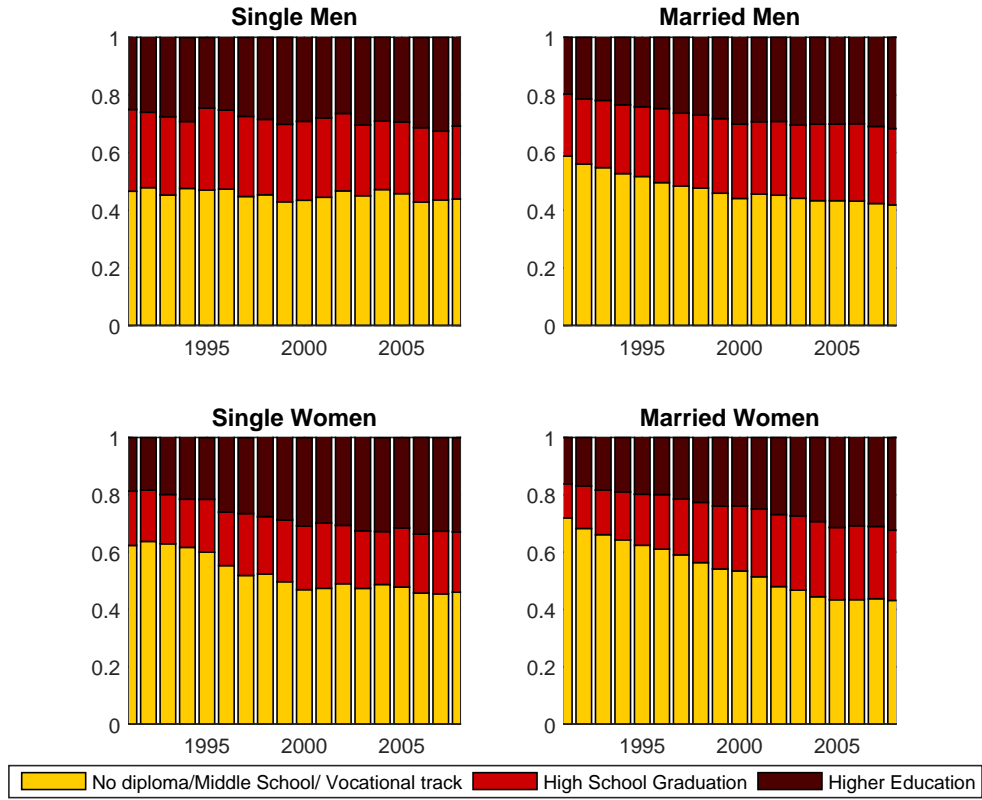 Single Men
1
0.8
0.6
0.4
0.2
0
1995 2000 2005
Married Men
1
0.8
0.6
0.4
0.2
0
1995 2000 2005
Single Women
1
0.8
0.6
0.4
0.2
0
1995 2000 2005
Married Women
1
0.8
0.6
0.4
0.2
0
1995 2000 2005
No diploma/Middle School/ Vocational track High School Graduation Higher Education